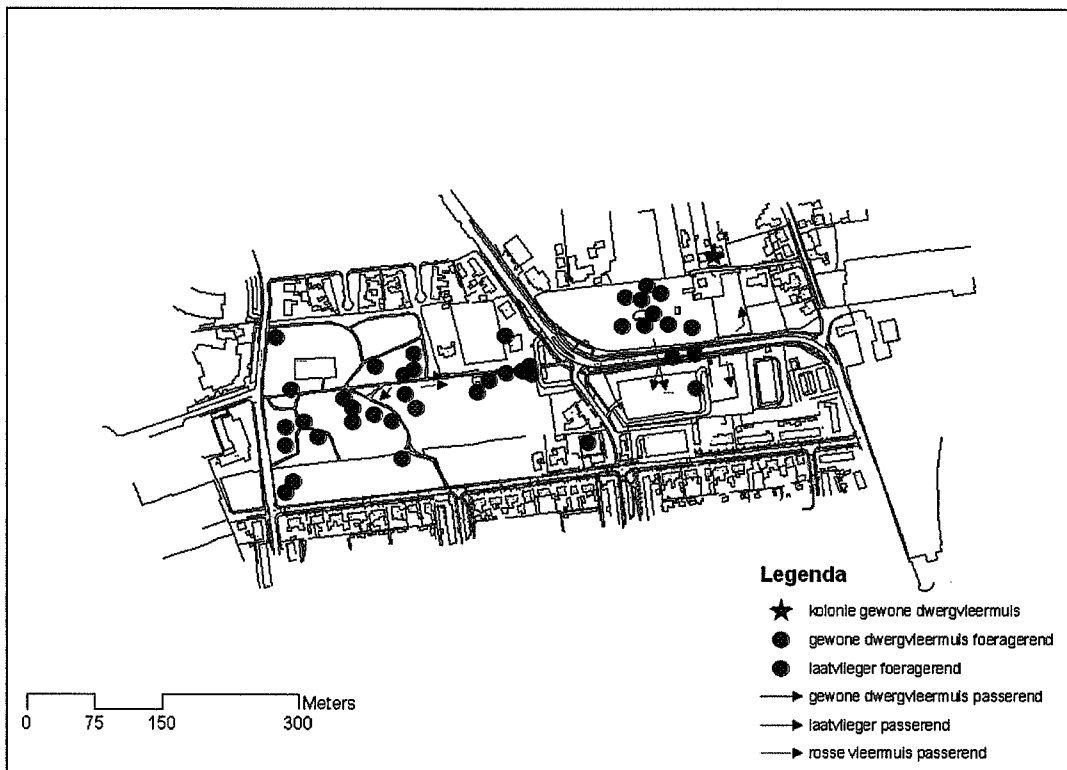 Legenda
kolonie gewone dwergvleermuis
gewone dwergvleermuis foeragerend
laatvlieger foeragerend
gewone dwergvleermuis passerend
laatvlieger passerend
rosse vleermuis passerend
Meters
0 75 150 300